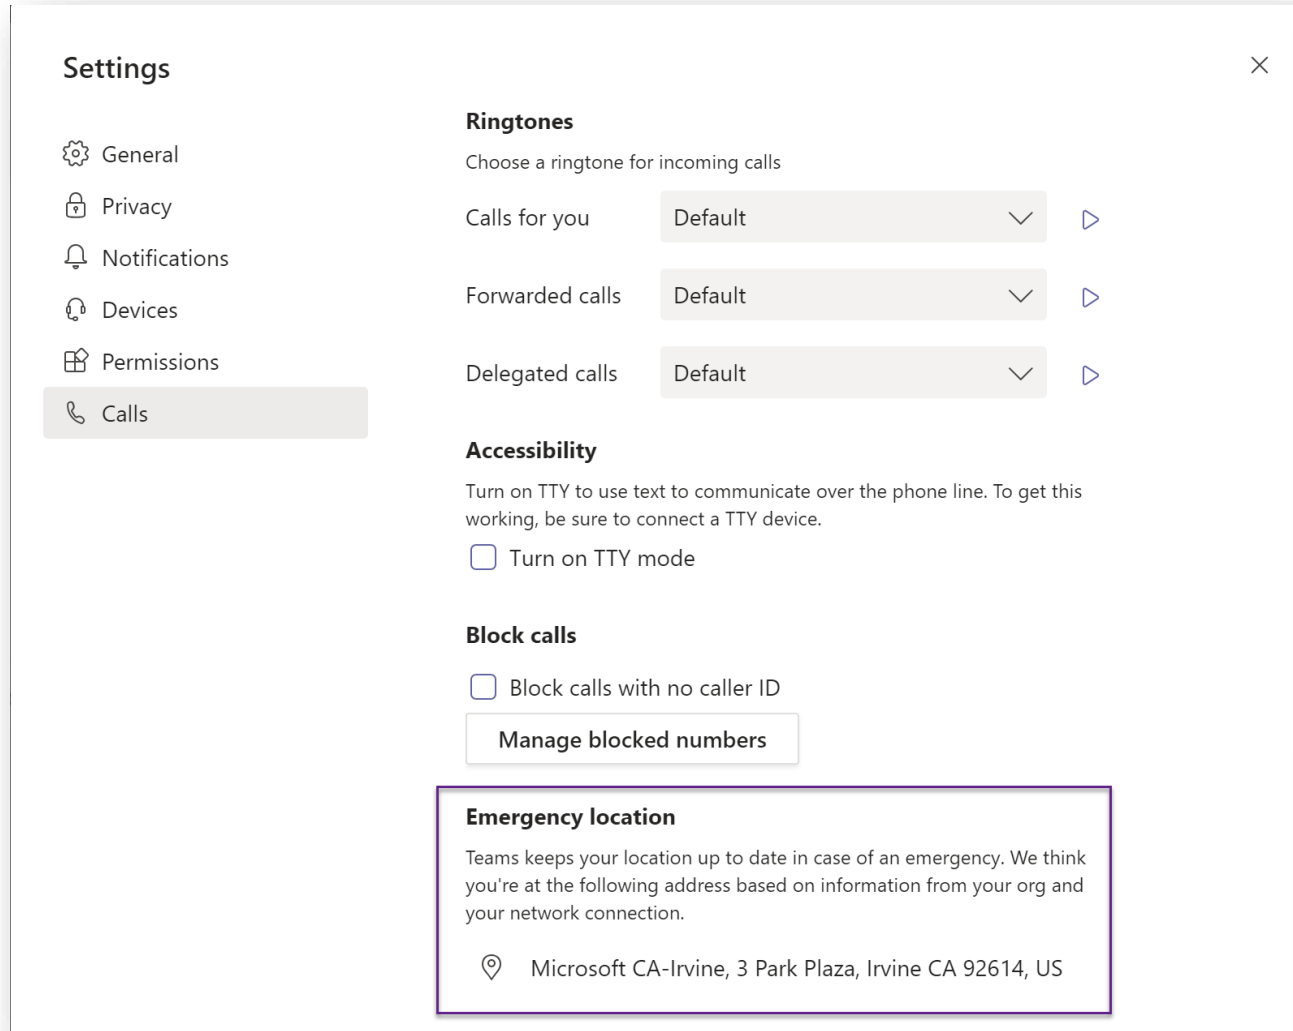 Settings
General
Privacy
Notifications
Devices
Permissions
Calls
Ringtones
Choose a ringtone for incoming calls
Calls for you
Default
Forwarded calls
Default
Delegated calls
Default
Accessibility
Turn on TTY to use text to communicate over the phone line. To get this
working, be sure to connect a TTY device.
Turn on TTY mode
Block calls
Block calls with no caller ID
Manage blocked numbers
Emergency location
Teams keeps your location up to date in case of an emergency. We think
you're at the following address based on information from your org and
your network connection.
Microsoft CA-Irvine, 3 Park Plaza, Irvine CA 92614, US